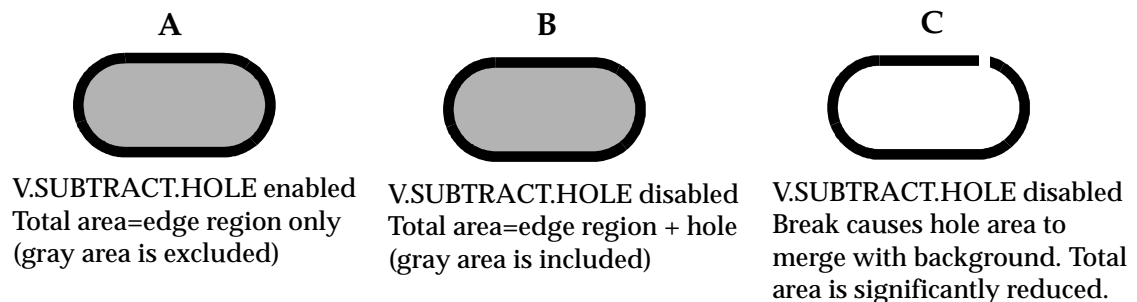 A
B
C
V.SUBTRACT.HOLE enabled
Total area=edge region only
(gray area is excluded)
V.SUBTRACT.HOLE disabled
Total area=edge region + hole
(gray area is included)
V.SUBTRACT.HOLE disabled
Break causes hole area to
merge with background. Total
area is significantly reduced.